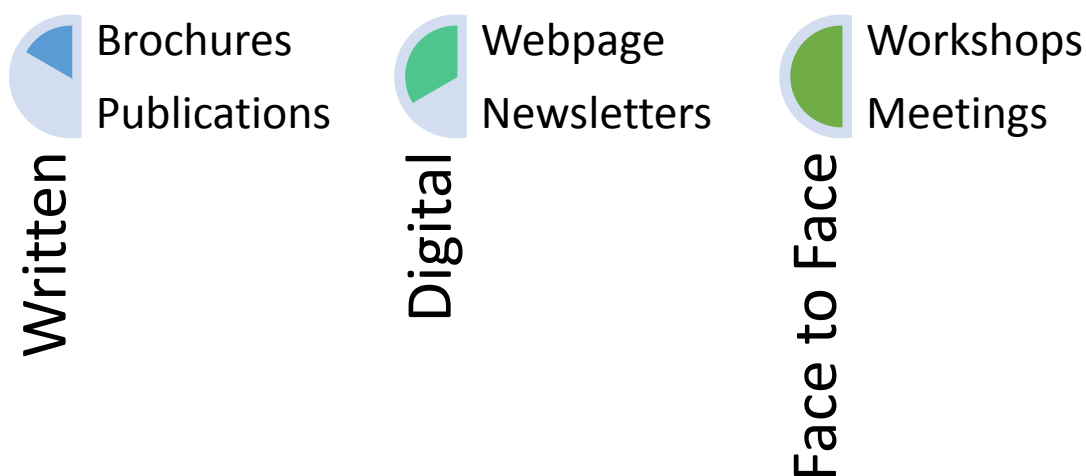 Brochures
Publications
Written
Webpage
Newsletters
Digital
Workshops
Meetings
Face to Face